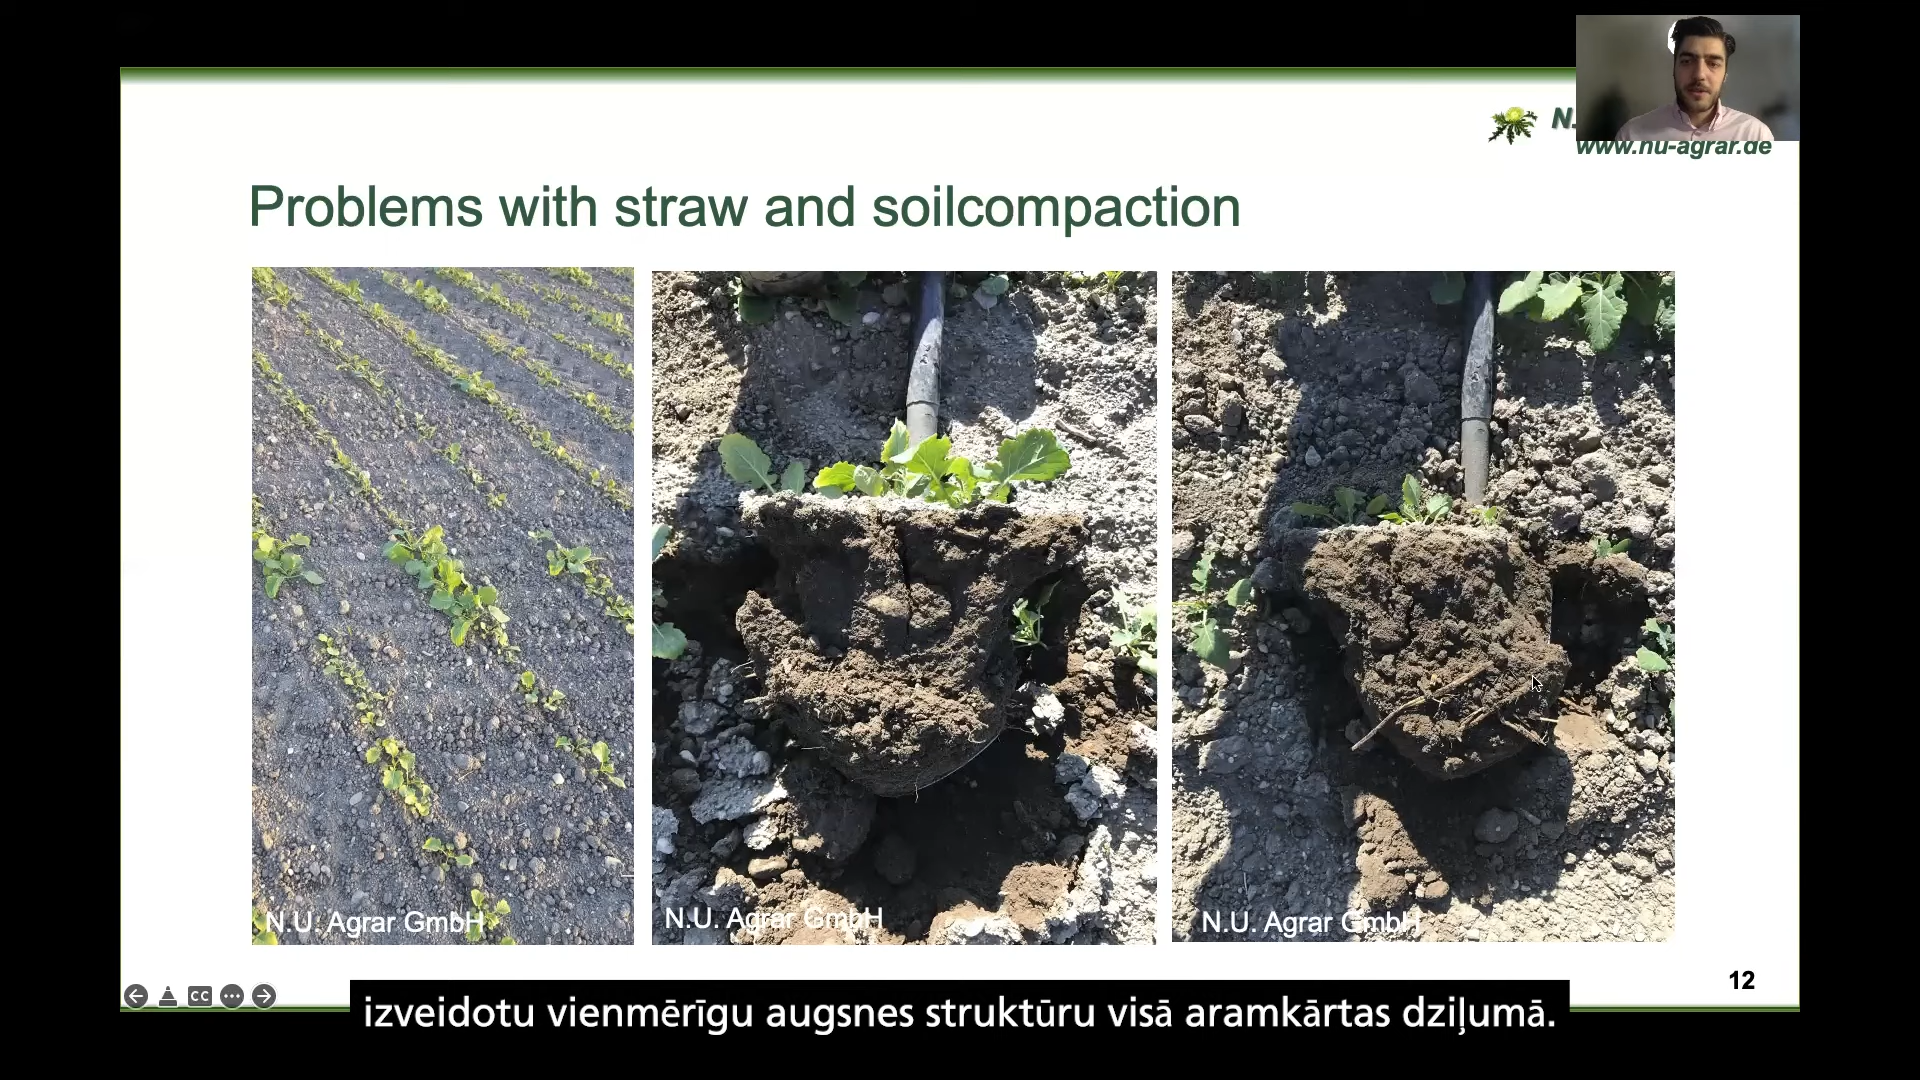 N.
www.nu-agrar.de
Problems with straw and soilcompaction
N.U. Agrar GmbH
N.U. Agrar GmbH
N.U. Agrar GmbH
12
CC
izveidotu vienmērīgu augsnes struktūru visā aramkārtas dziļumā.